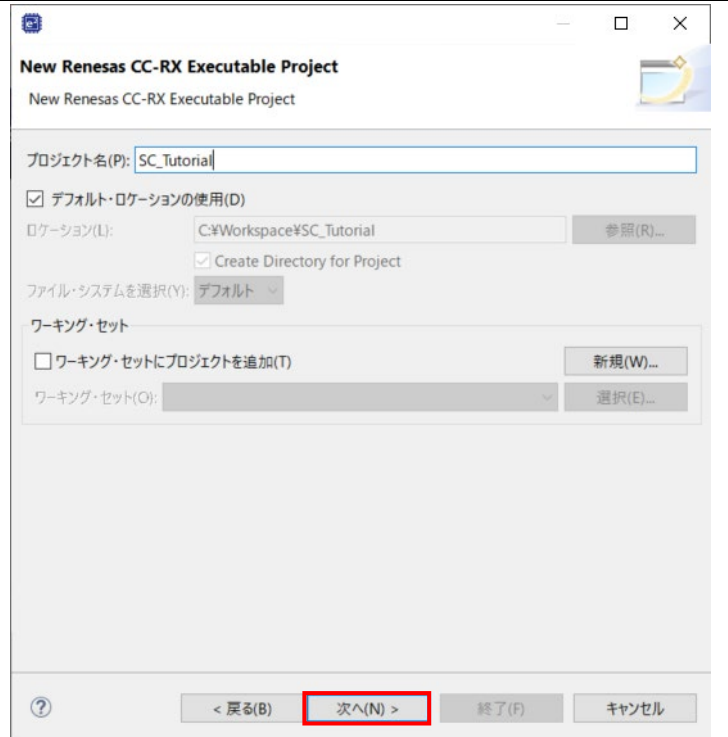 New Renesas CC-RX Executable Project
New Renesas CC-RX Executable Project
プロジェクト名(P): SC_Tutorial
デフォルト・ロケーションの使用(D)
ロケーション(L): C:¥Workspace¥SC_Tutorial 参照(R)...
Create Directory for Project
ファイル・システムを選択(Y): デフォルト
ワーキング・セット
ワーキング・セットにプロジェクトを追加(T) 新規(W)...
ワーキング・セット(O): 選択(E)...
< 戻る(B) 次へ(N) > 終了(F) キャンセル